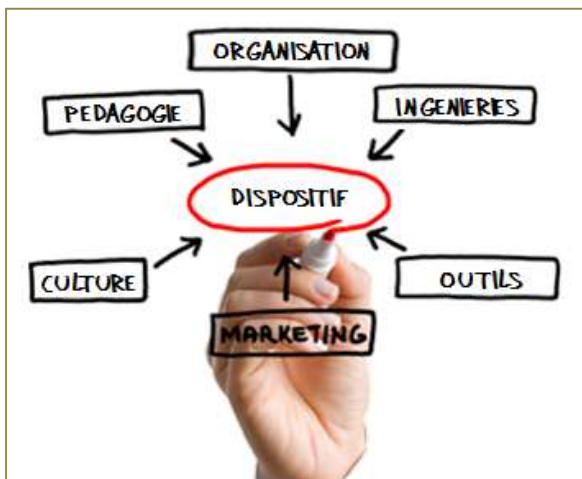 ORGANISATION
PEDAGOGIE
INGENIERIES
DISPOSITIF
CULTURE
OUTILS
MARKETING